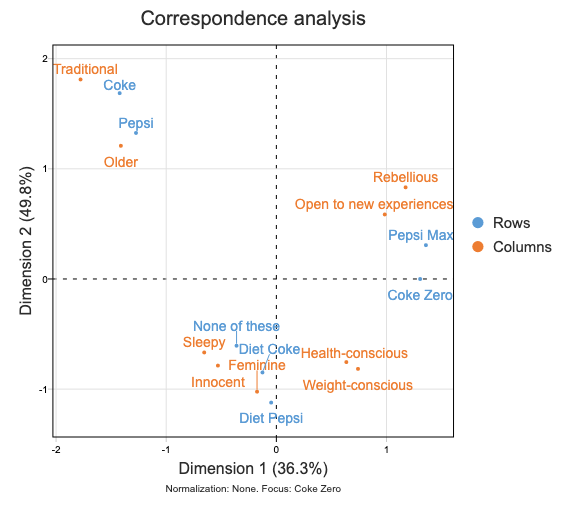 Correspondence analysis
2
Traditional
Coke
Pepsi
Older
1
Rebellious
Open to new experiences
Pepsi Max
Rows
Columns
Dimension 2 (49.8%)
0
Coke Zero
None of these
Sleepy
Diet Coke
Health-conscious
Feminine
Innocent
Weight-conscious
-1
Diet Pepsi
-2
-1
0
1
Dimension 1 (36.3%)
Normalization: None. Focus: Coke Zero